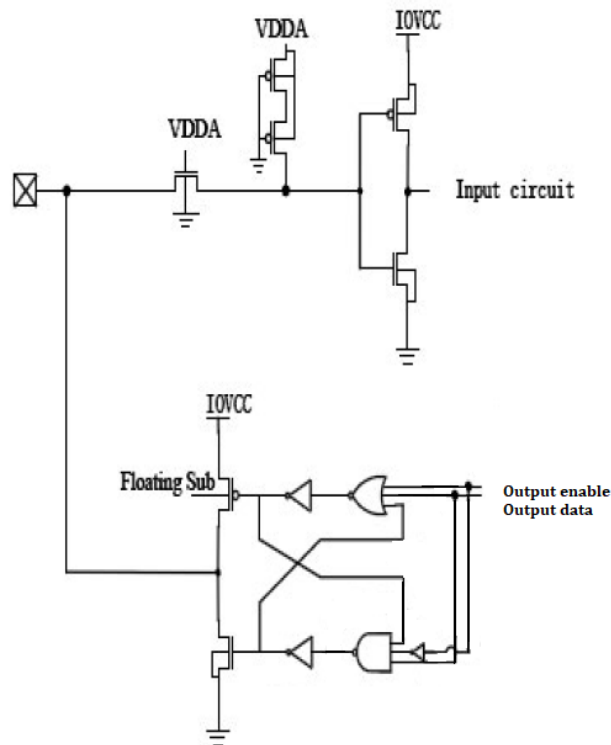 IOVCC
VDDA
VDDA
Input circuit
IOVCC
Floating Sub
Output enable
Output data